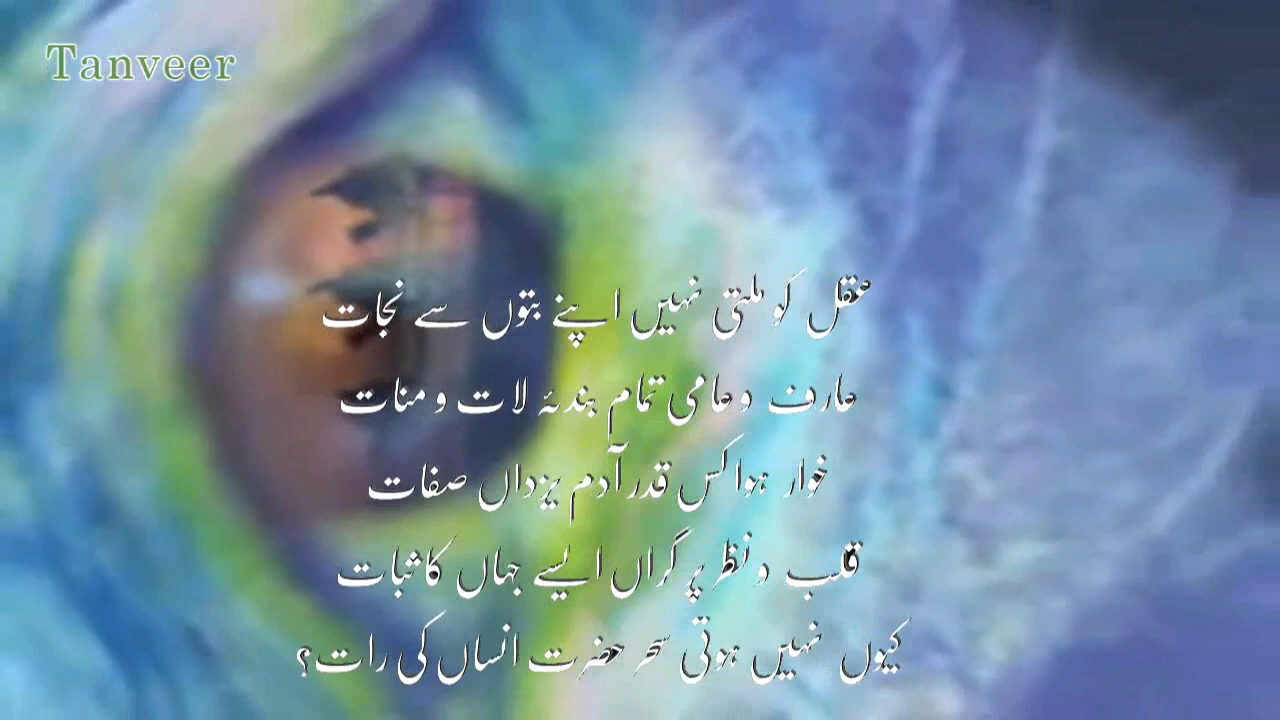 Tanveer
عقل کو ملتی نہیں اپنے بتوں سے نجات
عارف و عامی تمام بندۂ لات و منات
خوار ہوا کس قدر آدم یزداں صفات
قلب و نظر پر گراں ایسے جہاں کا ثبات
کیوں نہیں ہوتی سحر حضرت انساں کی رات؟